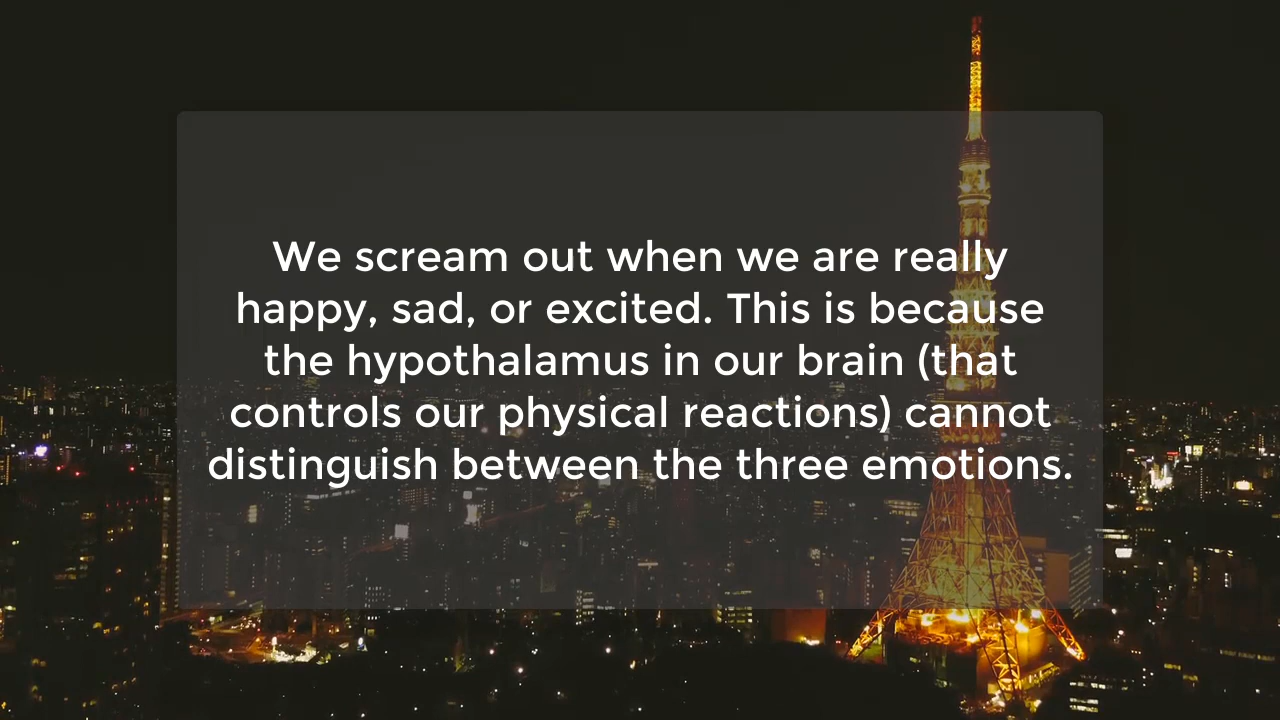 We scream out when we are really
happy, sad, or excited. This is because
the hypothalamus in our brain (that
controls our physical reactions) cannot
distinguish between the three emotions.